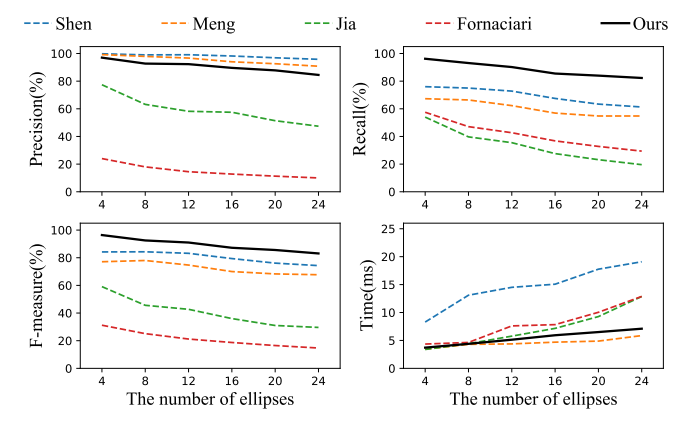 Shen Meng Jia Fornaciari Ours
Precision(%)
100
80
60
40
20
0
4 8 12 16 20 24
Recall(%)
100
80
60
40
20
0
4 8 12 16 20 24
F-measure(%)
100
80
60
40
20
0
4 8 12 16 20 24
The number of ellipses
Time(ms)
25
20
15
10
5
0
4 8 12 16 20 24
The number of ellipses